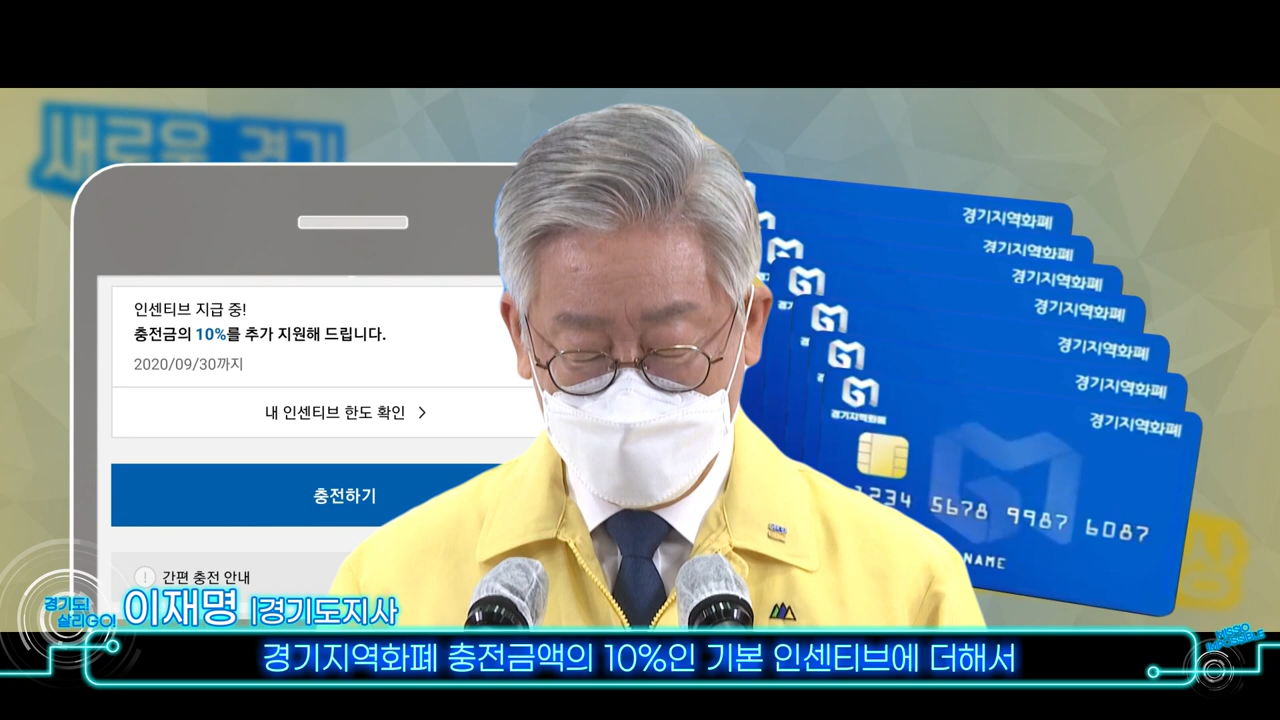 새로운 경기
인센티브 지급 중!
충전금의 10%를 추가 지원해 드립니다.
2020/09/30까지
내 인센티브 한도 확인 >
충전하기
! 간편 충전 안내
경기지역화폐
경기지역화폐
경기지역화폐
경기지역화폐
경기지역화폐
경기지역화폐
경기지역화폐
경기지역화폐
1234 5678 9987 6087
NAME
상
경기도!
살리GO!
이재명 |경기도지사
경기지역화폐 충전금액의 10%인 기본 인센티브에 더해서
MISSIO
IMPOSSIBLE